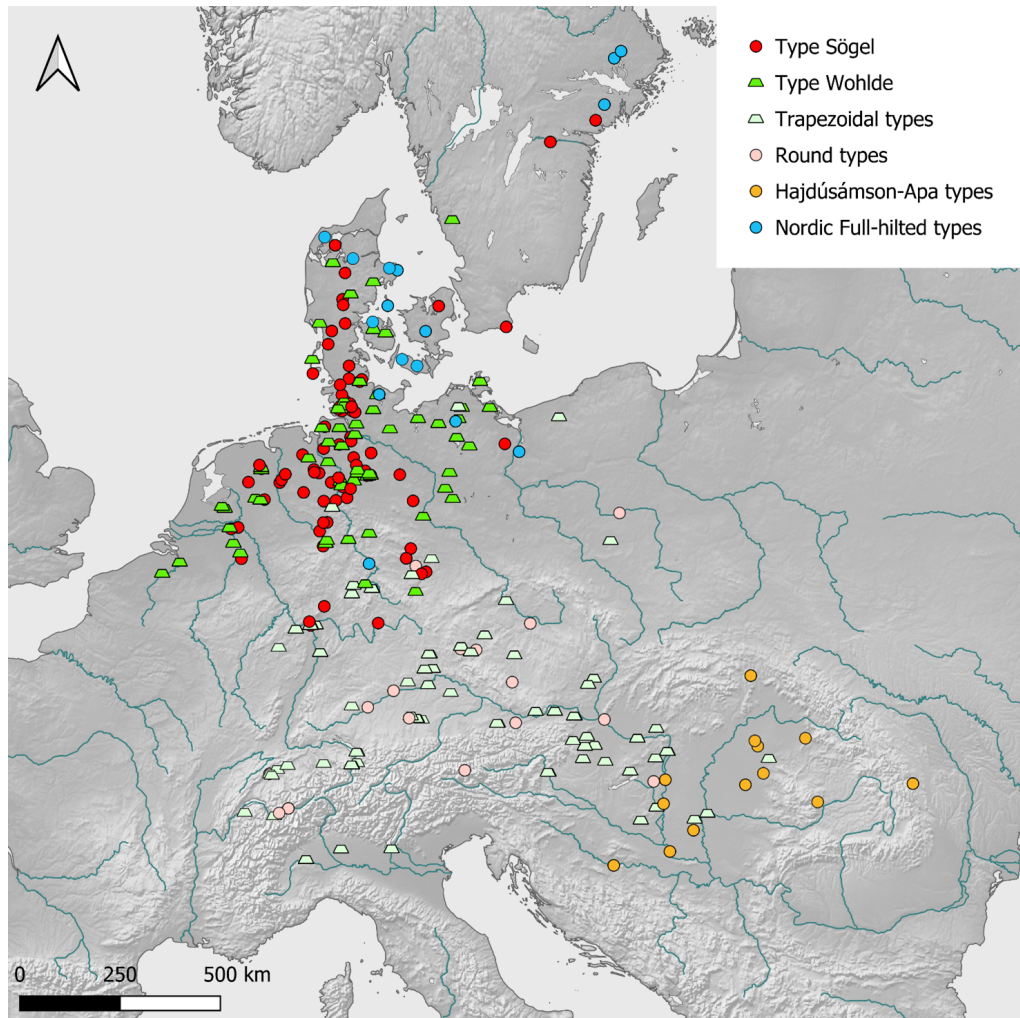 Type Sögel
Type Wohlde
Trapezoidal types
Round types
Hajdúsámson-Apa types
Nordic Full-hilted types
0 250 500 km